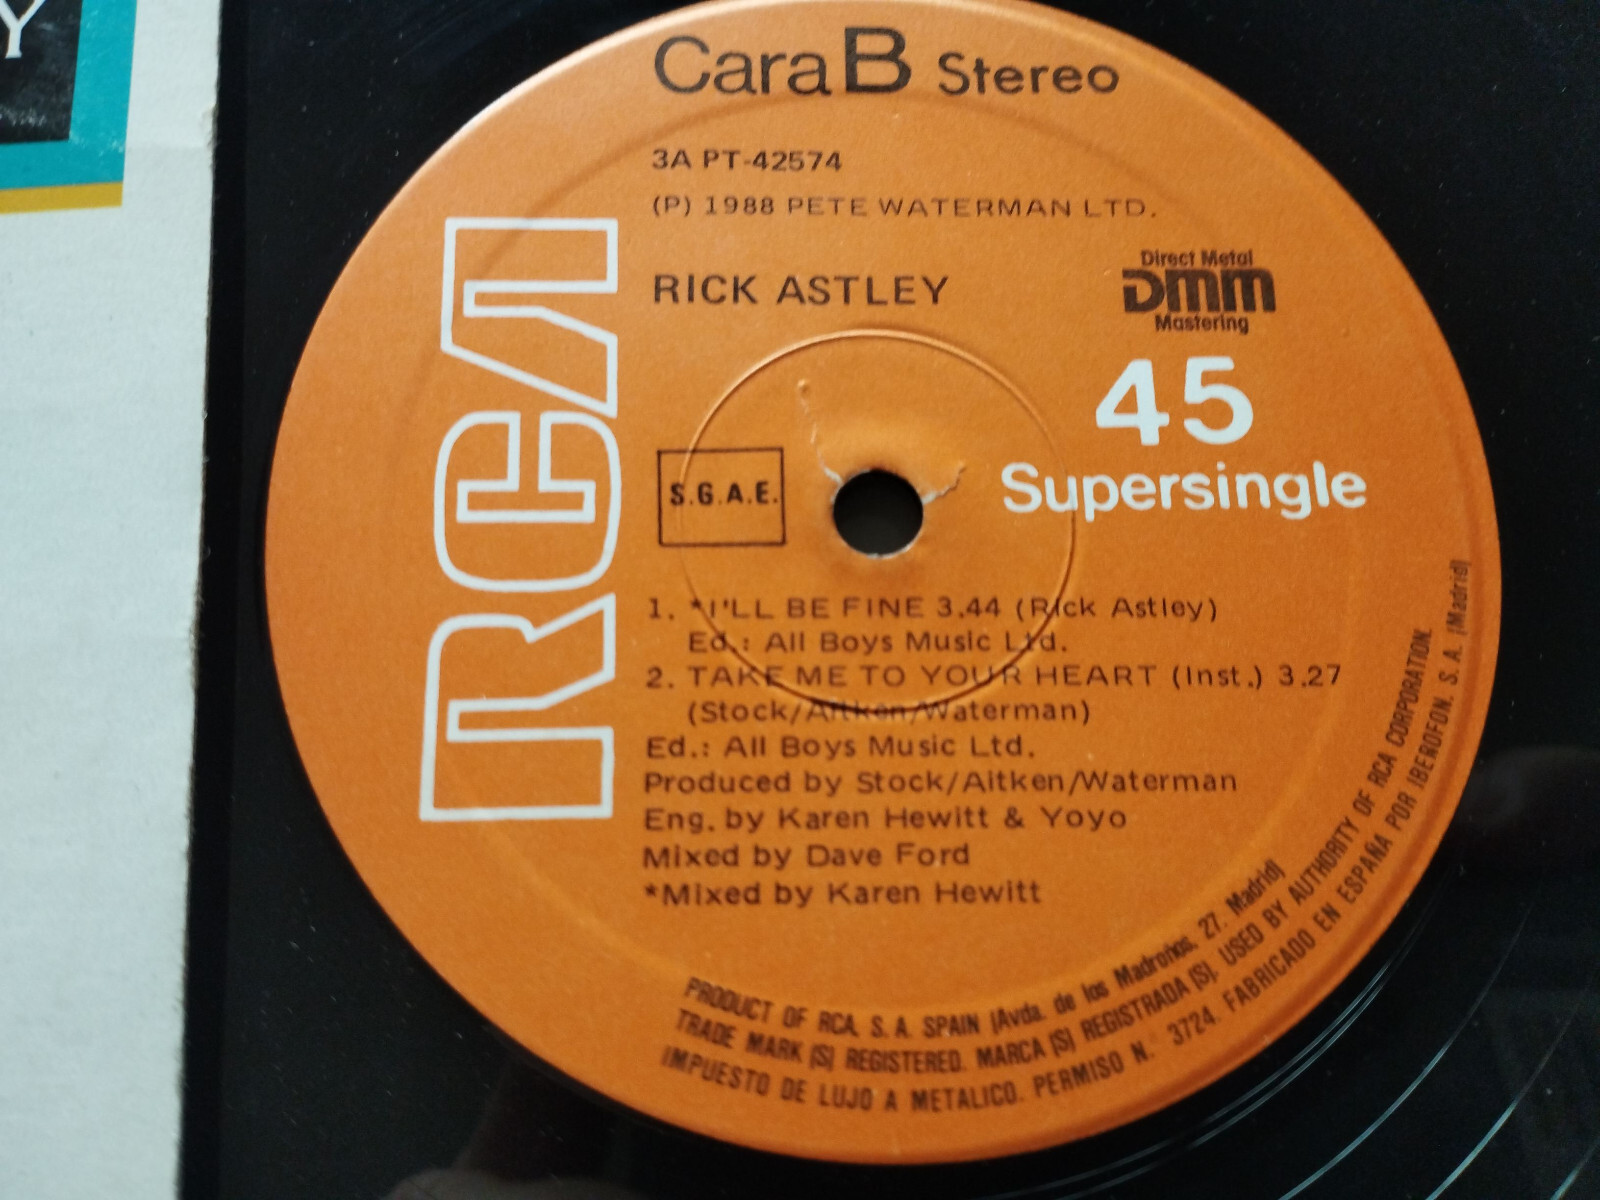 Y
Cara B Stereo
3A PT-42574
(P) 1988 PETE WATERMAN LTD.
RICK ASTLEY
Direct Metal
DMM
Mastering
RCA
45
Supersingle
S.G.A.E.
1. *I'LL BE FINE 3.44 (Rick Astley)
Ed.: All Boys Music Ltd.
2. TAKE ME TO YOUR HEART (Inst.) 3.27
(Stock/Aitken/Waterman)
Ed.: All Boys Music Ltd.
Produced by Stock/Aitken/Waterman
Eng. by Karen Hewitt & Yoyo
Mixed by Dave Ford
*Mixed by Karen Hewitt
PRODUCT OF RCA, S. A. SPAIN (Avda. de los Madroños, 27. Madrid)
TRADE MARK (S) REGISTERED. MARCA (S) REGISTRADA (S). USED BY AUTHORITY OF RCA CORPORATION.
IMPUESTO DE LUJO A METALICO. PERMISO N.° 3724. FABRICADO EN ESPAÑA POR IBEROFON. S. A. (Madrid)